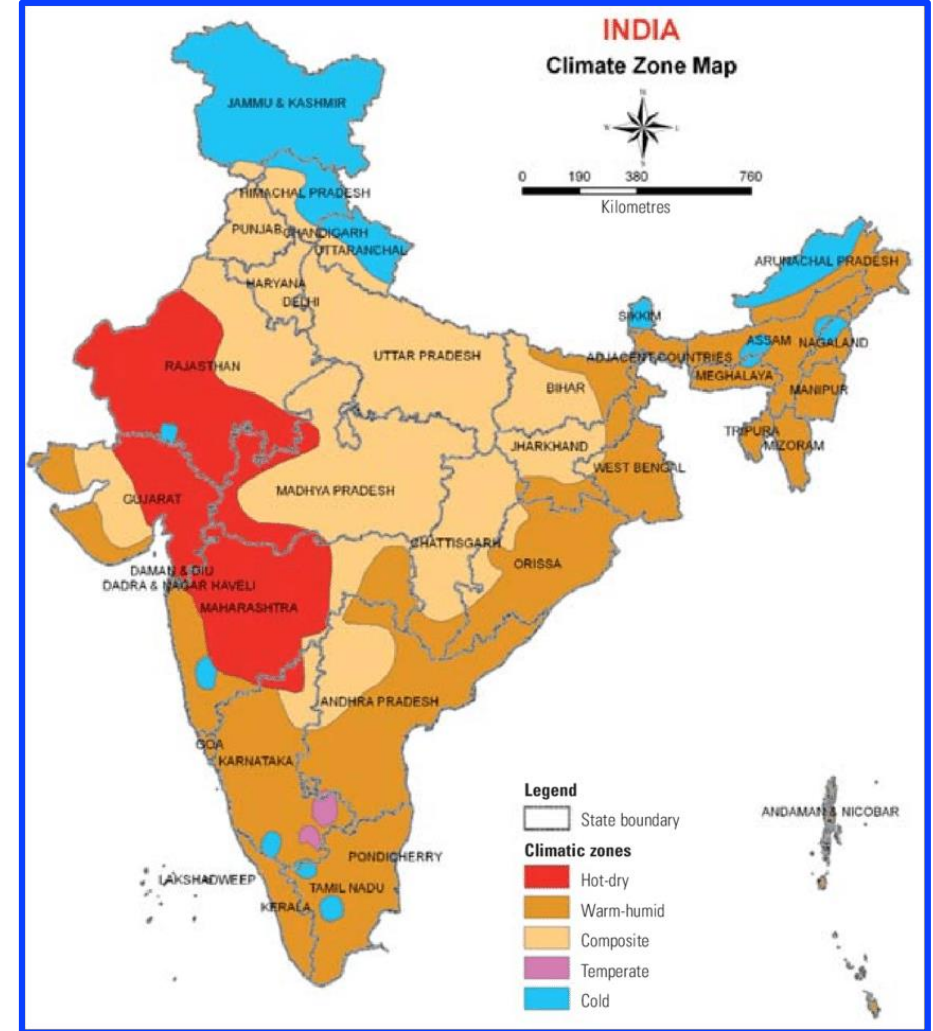 INDIA
Climate Zone Map
N
W
S
0 190 380 760
Kilometres
JAMMU & KASHMIR
HIMACHAL PRADESH
PUNJAB
CHANDIGARH
UTTARANCHAL
HARYANA
DELHI
ARUNACHAL PRADESH
SIKKIM
ASSAM
NAGALAND
RAJASTHAN
UTTAR PRADESH
ADJACENT COUNTRIES
MEGHALAYA
BIHAR
MANIPUR
TRIPURA
MIZORAM
JHARKHAND
WEST BENGAL
GUJARAT
MADHYA PRADESH
CHATTISGARH
ORISSA
DAMAN & DIU
DADRA & NAGAR HAVELI
MAHARASHTRA
ANDHRA PRADESH
GOA
KARNATAKA
ANDAMAN & NICOBAR
PONDICHERRY
LAKSHADWEEP
TAMIL NADU
KERALA
Legend
State boundary
Climatic zones
Hot-dry
Warm-humid
Composite
Temperate
Cold